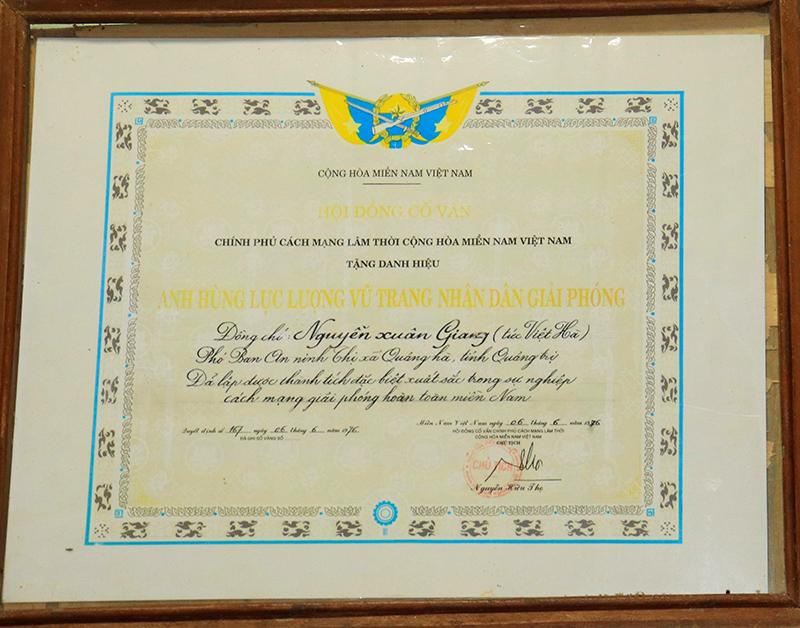 CỘNG HÒA MIỀN NAM VIỆT NAM
HỘI ĐỒNG CỐ VẤN
CHÍNH PHỦ CÁCH MẠNG LÂM THỜI CỘNG HÒA MIỀN NAM VIỆT NAM
TẶNG DANH HIỆU
ANH HÙNG LỰC LƯỢNG VŨ TRANG NHÂN DÂN GIẢI PHÓNG
Đồng chí: Nguyễn xuân Giang (tức Việt Hà)
Phó Ban An ninh Thị xã Quảng hà, tỉnh Quảng trị
Đã lập được thành tích đặc biệt xuất sắc trong sự nghiệp
cách mạng giải phóng hoàn toàn miền Nam
Quyết định số 167 ngày 06 tháng 6 năm 1976
ĐÃ GHI SỔ VÀNG SỐ
Miền Nam Việt Nam ngày 06 tháng 6 năm 1976
HỘI ĐỒNG CỐ VẤN CHÍNH PHỦ CÁCH MẠNG LÂM THỜI
CỘNG HÒA MIỀN NAM VIỆT NAM
CHỦ TỊCH
CHỦ TỊCH
Nguyễn Hữu Thọ